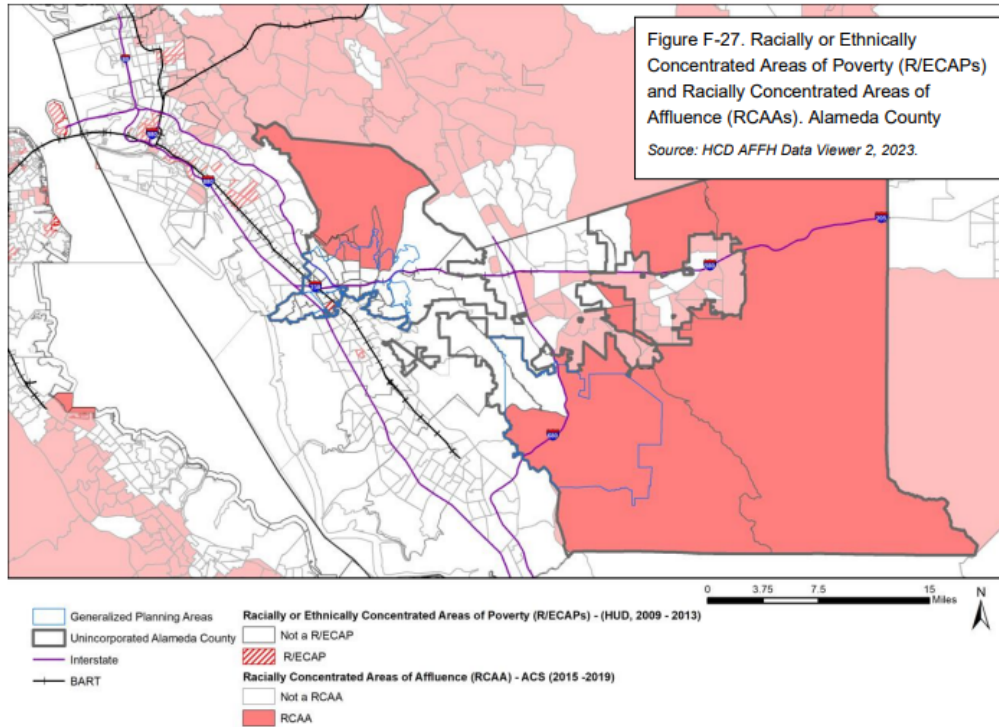 Figure F-27. Racially or Ethnically
Concentrated Areas of Poverty (R/ECAPs)
and Racially Concentrated Areas of
Affluence (RCAAs). Alameda County
Source: HCD AFFH Data Viewer 2, 2023.
0 3.75 7.5 15
Miles
N
Generalized Planning Areas
Unincorporated Alameda County
Interstate
BART
Racially or Ethnically Concentrated Areas of Poverty (R/ECAPs) - (HUD, 2009 - 2013)
Not a R/ECAP
R/ECAP
Racially Concentrated Areas of Affluence (RCAA) - ACS (2015 -2019)
Not a RCAA
RCAA